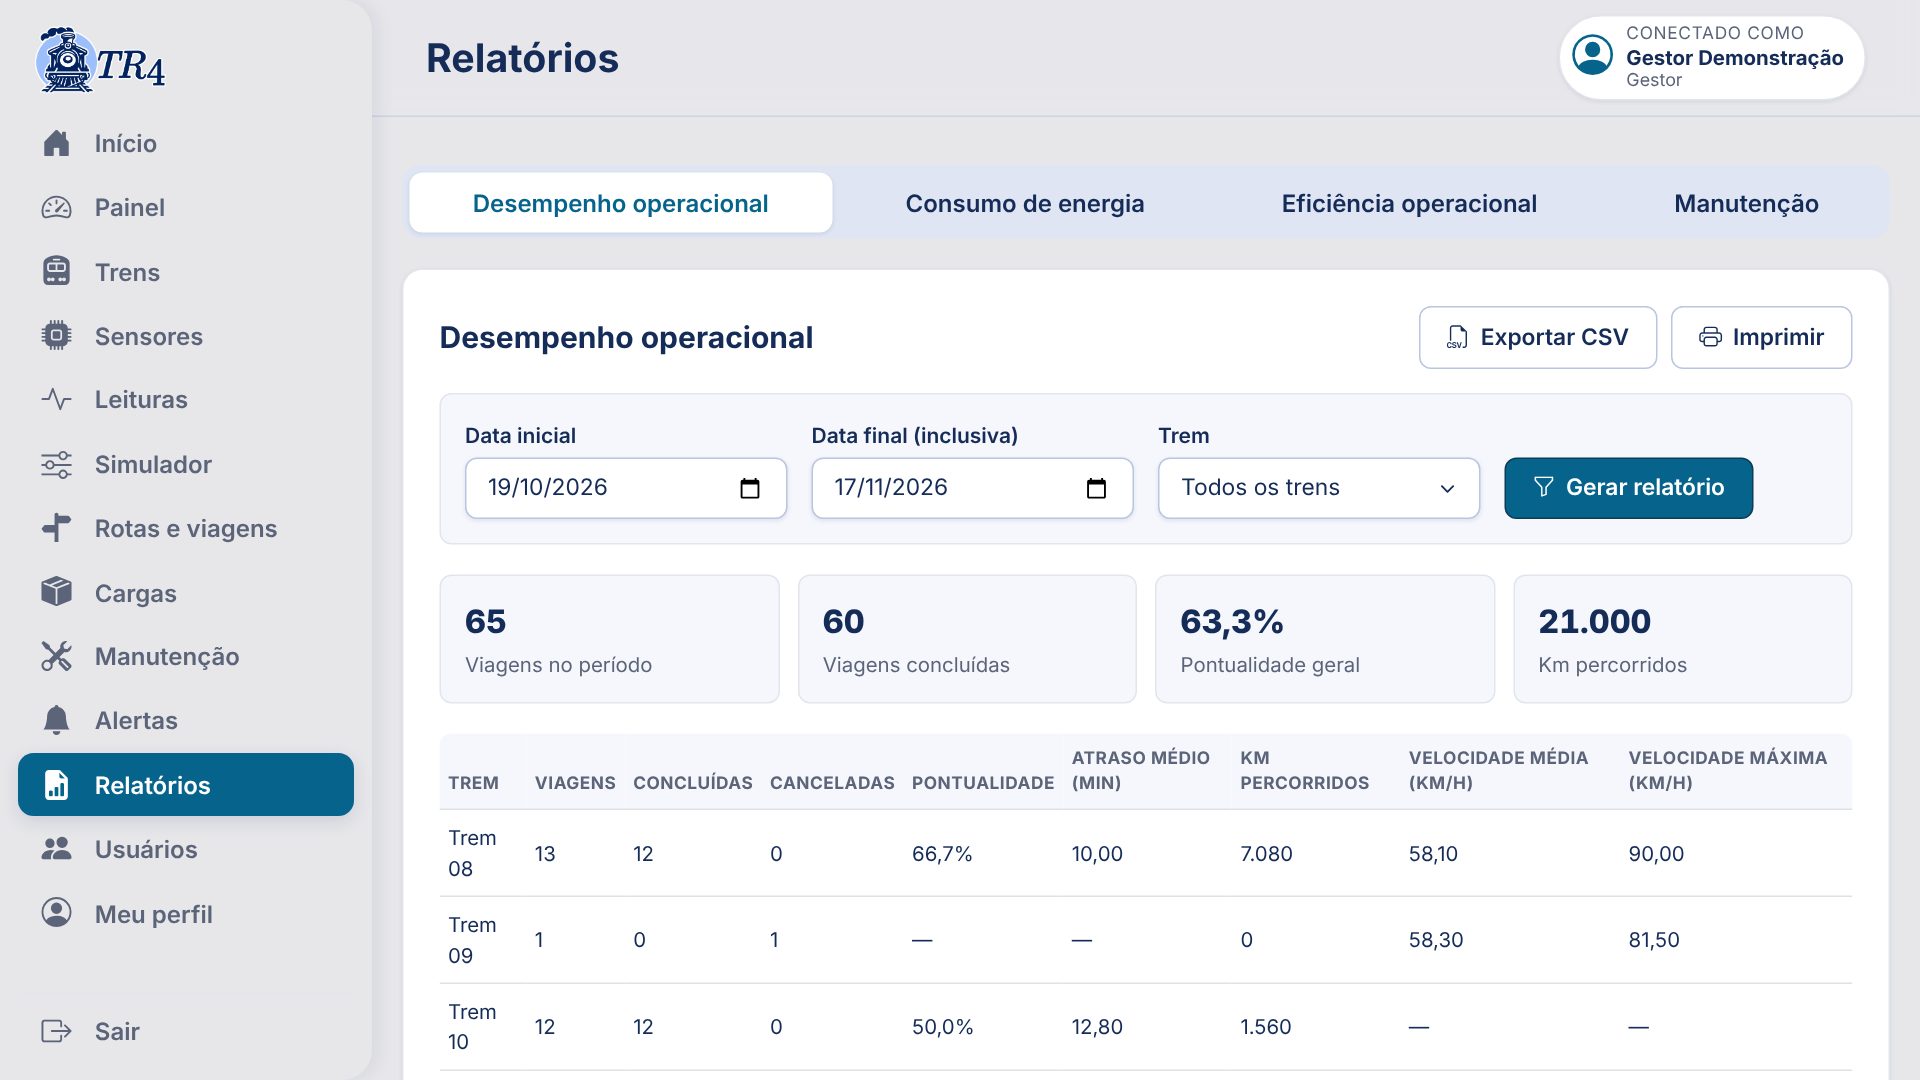 TR4
Início
Painel
Trens
Sensores
Leituras
Simulador
Rotas e viagens
Cargas
Manutenção
Alertas
Relatórios
Usuários
Meu perfil
Sair
Relatórios
CONECTADO COMO
Gestor Demonstração
Gestor
Desempenho operacional
Consumo de energia
Eficiência operacional
Manutenção
Desempenho operacional
CSV Exportar CSV
Imprimir
Data inicial
Data final (inclusiva)
Trem
19/10/2026
17/11/2026
Todos os trens
Gerar relatório
65
Viagens no período
60
Viagens concluídas
63,3%
Pontualidade geral
21.000
Km percorridos
TREM VIAGENS CONCLUÍDAS CANCELADAS PONTUALIDADE ATRASO MÉDIO (MIN) KM PERCORRIDOS VELOCIDADE MÉDIA (KM/H) VELOCIDADE MÁXIMA (KM/H)
Trem 08 13 12 0 66,7% 10,00 7.080 58,10 90,00
Trem 09 1 0 1 — — 0 58,30 81,50
Trem 10 12 12 0 50,0% 12,80 1.560 — —